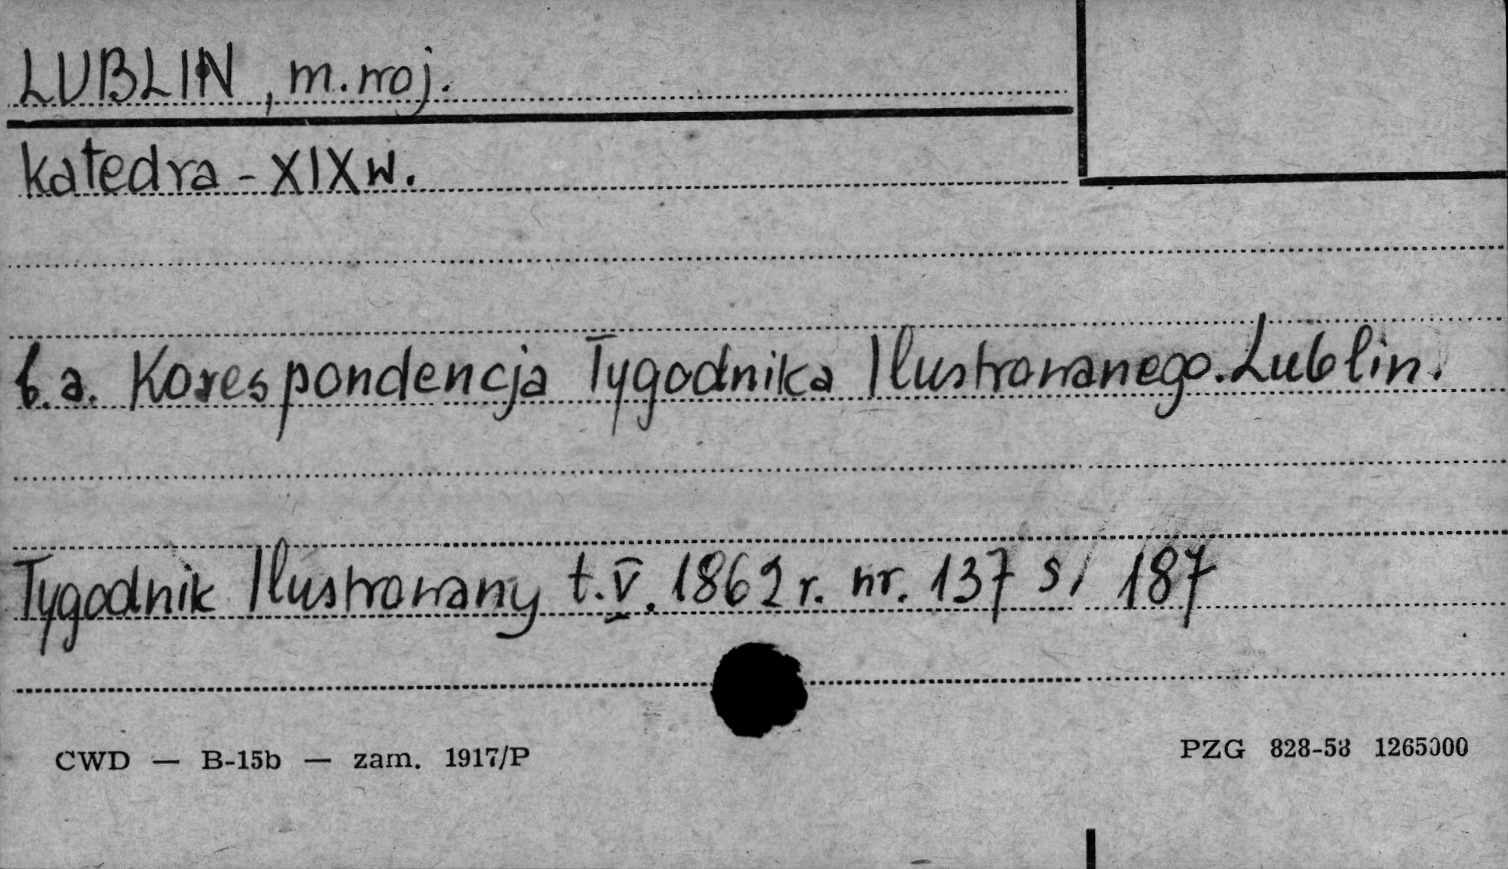 LUBLIN, m. woj.
katedra - XIX w.
b.a. Korespondencja Tygodnika Ilustrowanego. Lublin.
Tygodnik Ilustrowany t. V. 1862 r. nr. 137 s/ 187
CWD — B-15b — zam. 1917/P
PZG 828-58 1265000